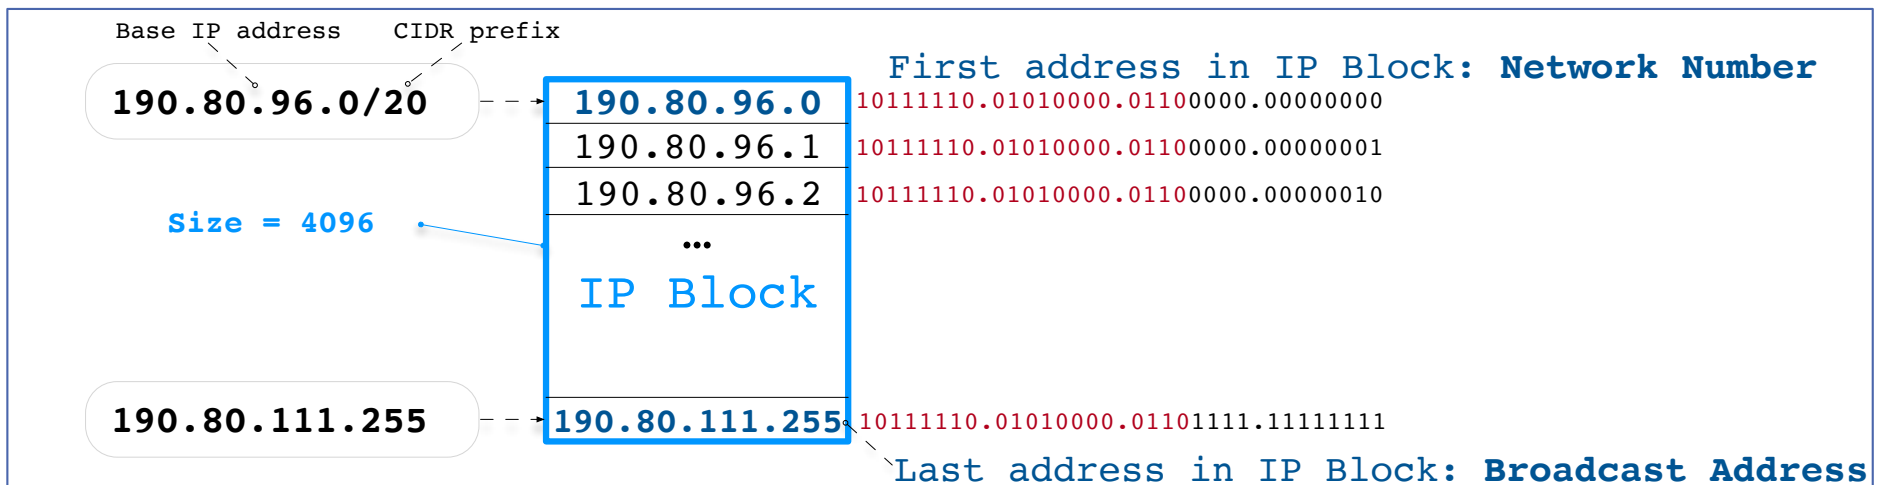 Base IP address CIDR prefix
First address in IP Block: Network Number
190.80.96.0/20 190.80.96.0 10111110.01010000.01100000.00000000
190.80.96.1 10111110.01010000.01100000.00000001
190.80.96.2 10111110.01010000.01100000.00000010
Size = 4096
...
IP Block
190.80.111.255 190.80.111.255 10111110.01010000.01101111.11111111
Last address in IP Block: Broadcast Address